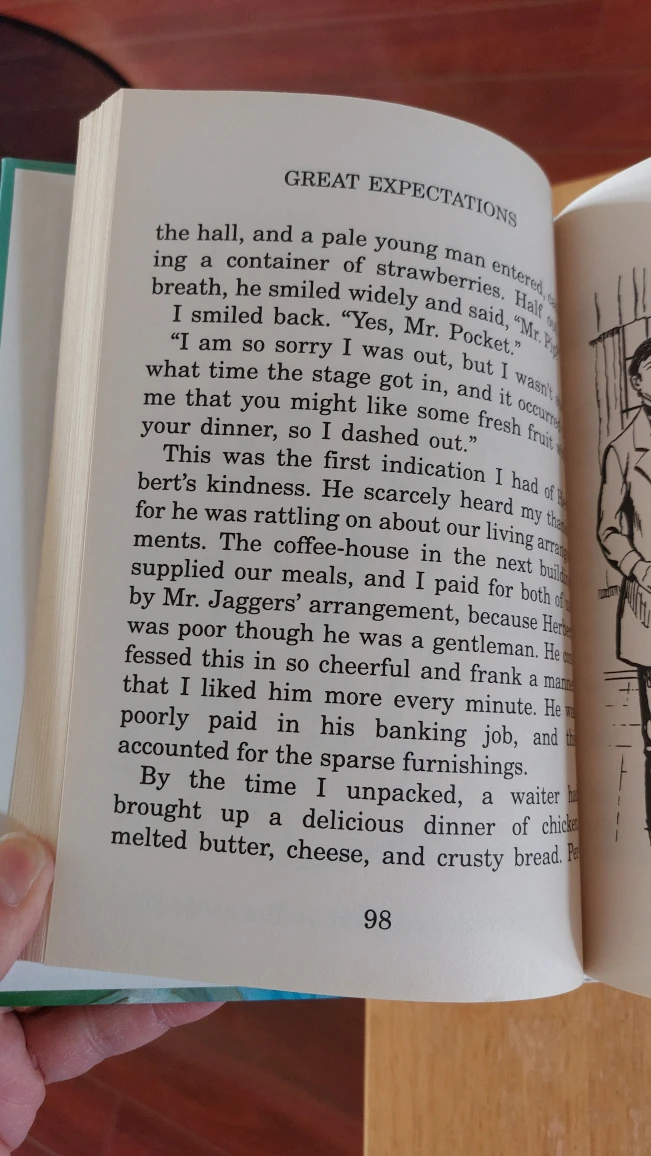 GREAT EXPECTATIONS
the hall, and a pale young man entered,
ing a container of strawberries. Half
breath, he smiled widely and said, “Mr.
I smiled back. “Yes, Mr. Pocket.”
“I am so sorry I was out, but I wasn't
what time the stage got in, and it
me that you might like some fresh fruit
your dinner, so I dashed out.”
This was the first indication I had of
bert's kindness. He scarcely heard my
for he was rattling on about our living
ments. The coffee-house in the next
supplied our meals, and I paid for both of
by Mr. Jaggers’ arrangement, because
was poor though he was a gentleman. He
fessed this in so cheerful and frank a
that I liked him more every minute. He
poorly paid in his banking job, and
accounted for the sparse furnishings.
By the time I unpacked, a waiter
brought up a delicious dinner of
melted butter, cheese, and crusty bread.
98